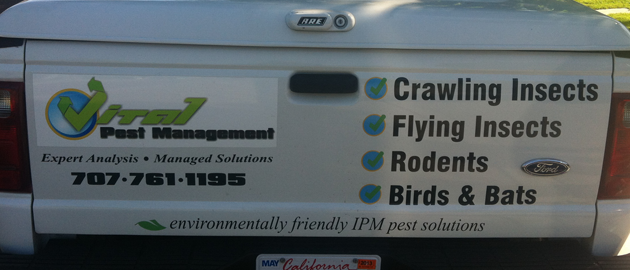 ARE
Vital
Pest Management
Expert Analysis • Managed Solutions
707•761•1195
Crawling Insects
Flying Insects
Rodents
Birds & Bats
Ford
environmentally friendly IPM pest solutions
MAY California